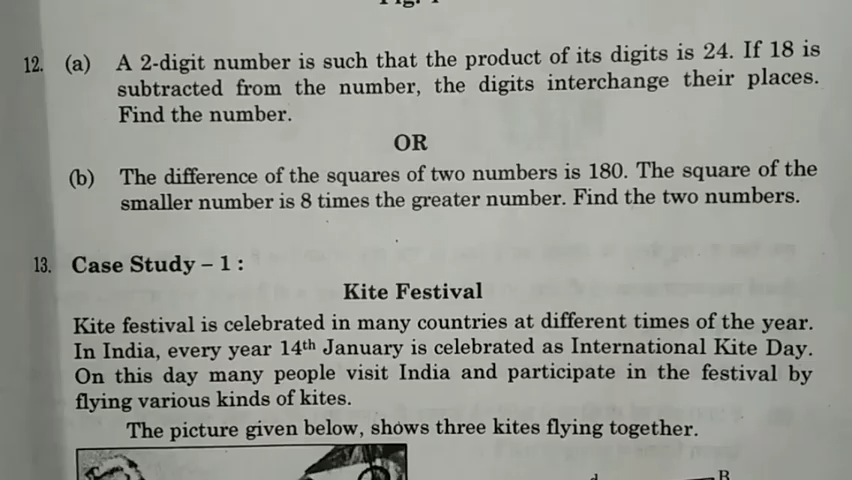 12. (a) A 2-digit number is such that the product of its digits is 24. If 18 is
subtracted from the number, the digits interchange their places.
Find the number.
OR
(b) The difference of the squares of two numbers is 180. The square of the
smaller number is 8 times the greater number. Find the two numbers.
13. Case Study – 1 :
Kite Festival
Kite festival is celebrated in many countries at different times of the year.
In India, every year 14th January is celebrated as International Kite Day.
On this day many people visit India and participate in the festival by
flying various kinds of kites.
The picture given below, shows three kites flying together.
B